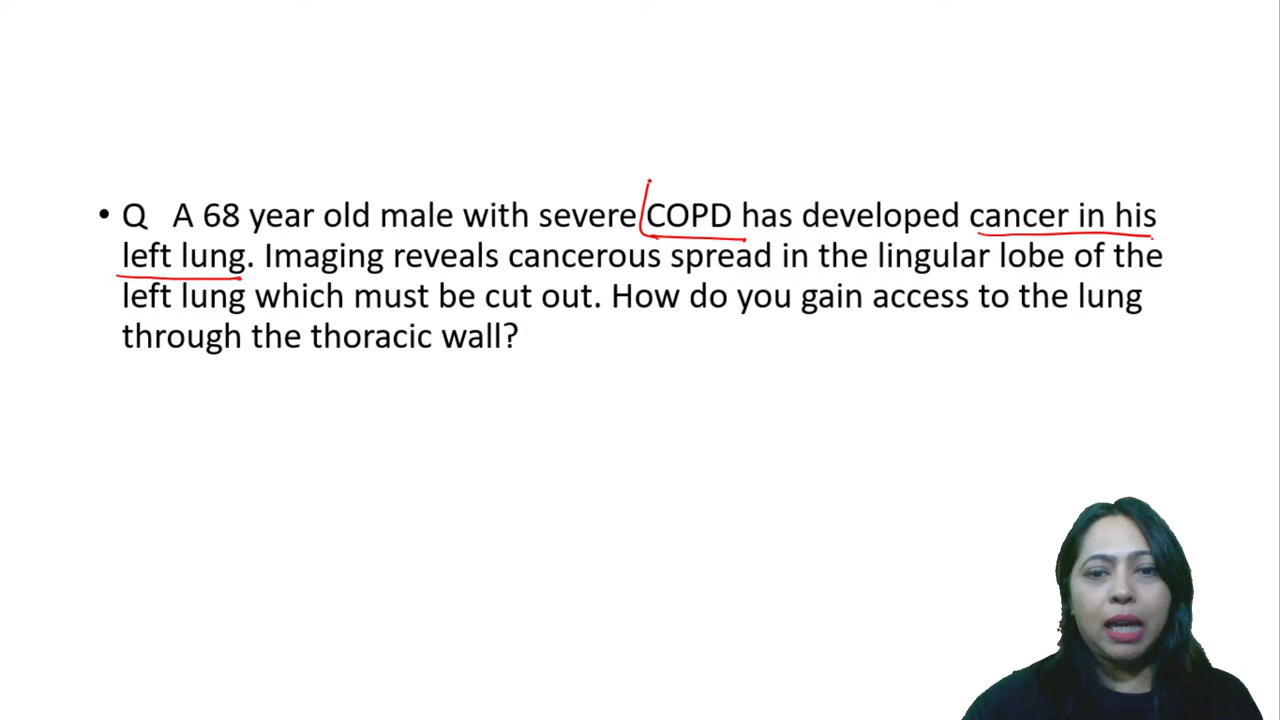 • Q A 68 year old male with severe COPD has developed cancer in his
left lung. Imaging reveals cancerous spread in the lingular lobe of the
left lung which must be cut out. How do you gain access to the lung
through the thoracic wall?